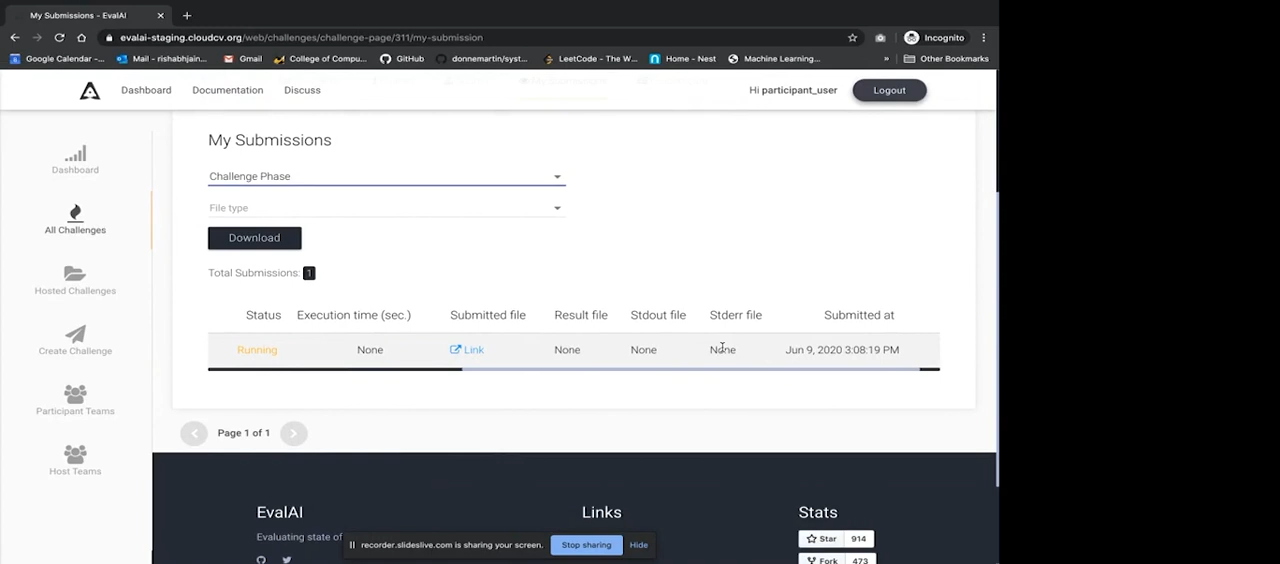 My Submissions - EvalAI
evalai-staging.cloudcv.org/web/challenges/challenge-page/311/my-submission
Incognito
Google Calendar -...
Mail - rishabhjain...
Gmail
College of Compu...
GitHub
donnemartin/syst...
LeetCode - The W...
Home - Nest
Machine Learning...
»
Other Bookmarks
Dashboard
Documentation
Discuss
Hi participant_user
Logout
Dashboard
All Challenges
Hosted Challenges
Create Challenge
Participant Teams
Host Teams
My Submissions
Challenge Phase
File type
Download
Total Submissions: 1
Status Execution time (sec.) Submitted file Result file Stdout file Stderr file Submitted at
Running None Link None None None Jun 9, 2020 3:08:19 PM
Page 1 of 1
EvalAI
Evaluating state of
Links
Stats
Star 914
Fork 473
recorder.slideslive.com is sharing your screen.
Stop sharing
Hide